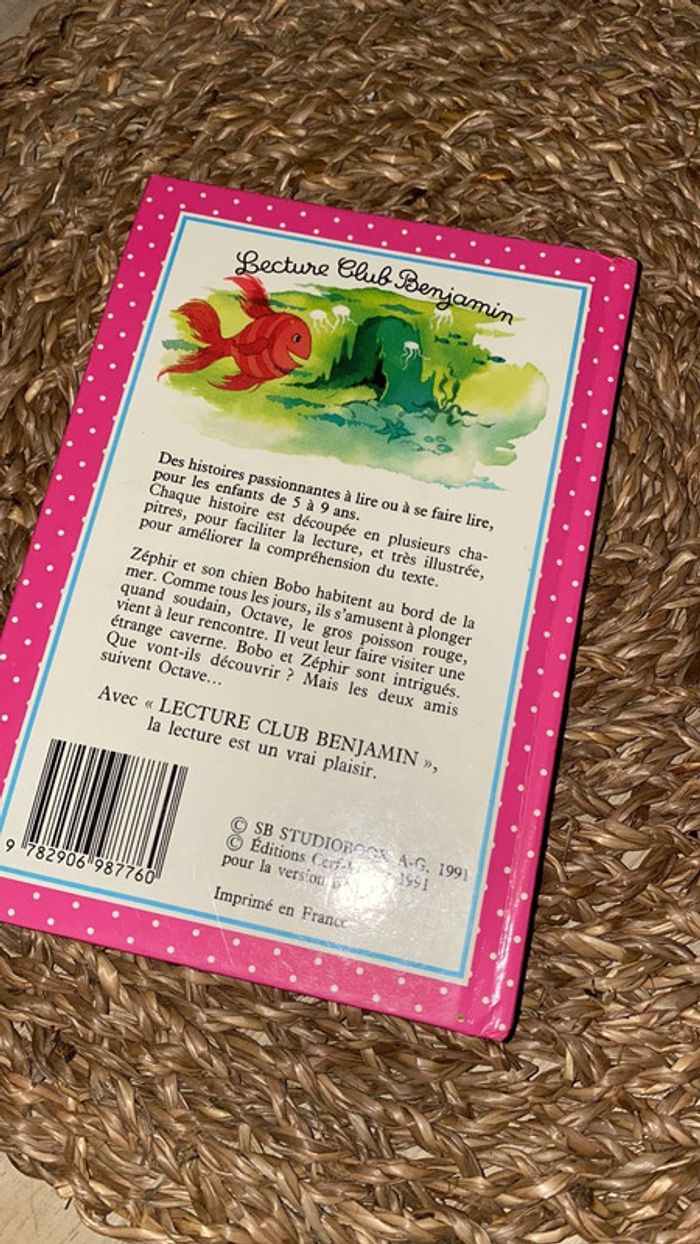 Lecture Club Benjamin
Des histoires passionnantes à lire ou à se faire lire,
pour les enfants de 5 à 9 ans.
Chaque histoire est découpée en plusieurs cha-
pitres, pour faciliter la lecture, et très illustrée,
pour améliorer la compréhension du texte.
Zéphir et son chien Bobo habitent au bord de la
mer. Comme tous les jours, ils s'amusent à plonger
quand soudain, Octave, le gros poisson rouge,
vient à leur rencontre. Il veut leur faire visiter une
étrange caverne. Bobo et Zéphir sont intrigués.
Que vont-ils découvrir ? Mais les deux amis
suivent Octave...
Avec « LECTURE CLUB BENJAMIN »,
la lecture est un vrai plaisir.
© SB STUDIOBOOK A-G, 1991
© Éditions 1991
pour la version
Imprimé en France
9 782906 987760